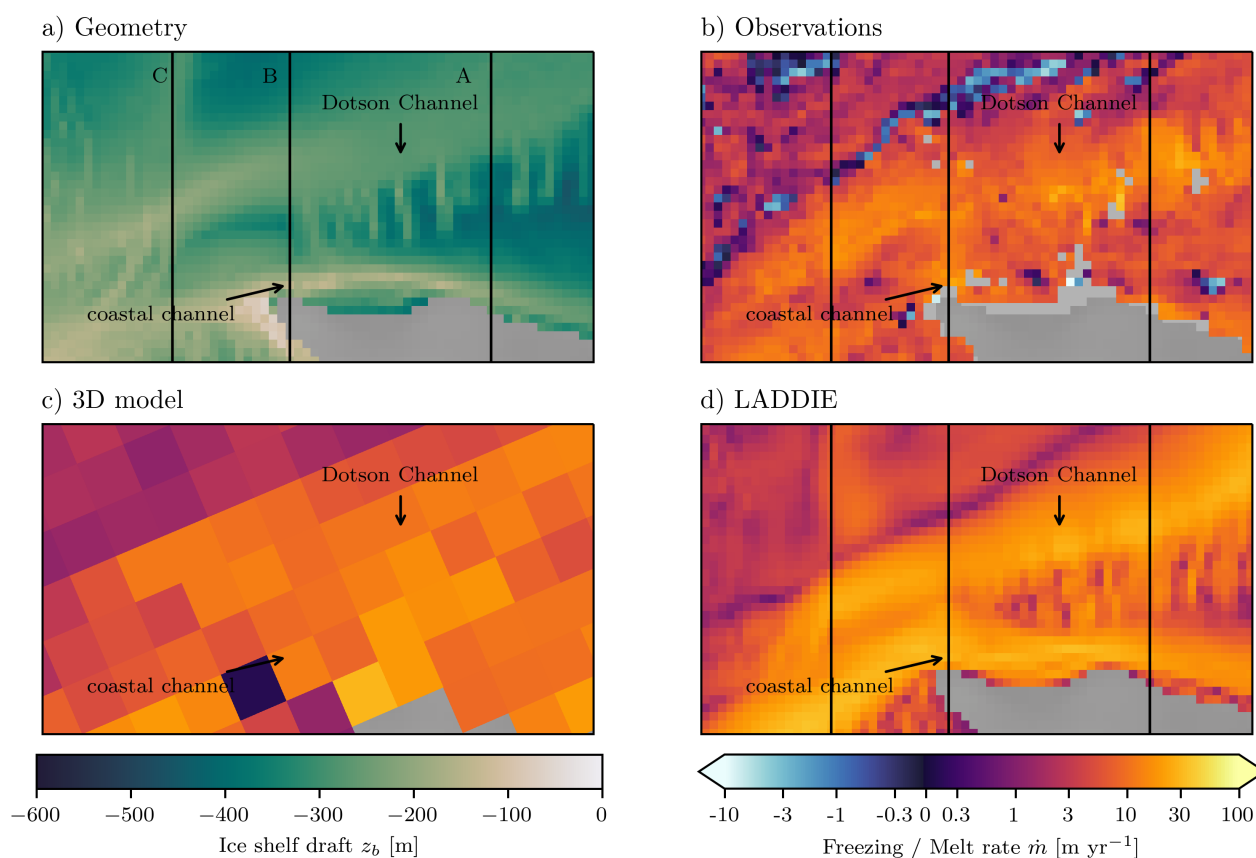 a) Geometry
b) Observations
C
B
A
Dotson Channel
Dotson Channel
coastal channel
coastal channel
c) 3D model
d) LADDIE
Dotson Channel
Dotson Channel
coastal channel
coastal channel
−600 −500 −400 −300 −200 −100 0
Ice shelf draft z_b [m]
-10 -3 -1 -0.3 0 0.3 1 3 10 30 100
Freezing / Melt rate ṁ [m yr⁻¹]